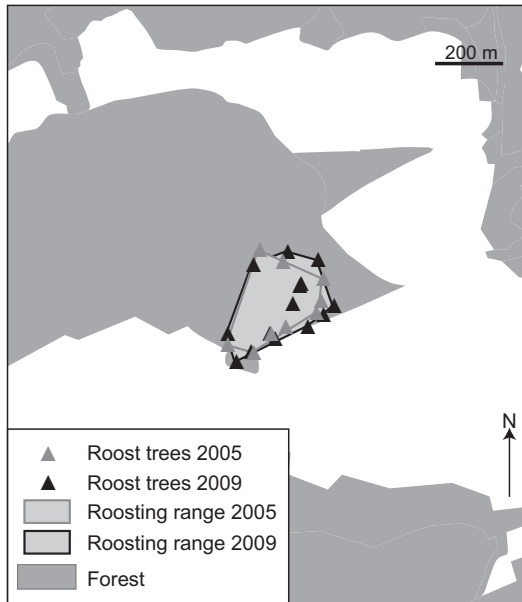 200 m
N
Roost trees 2005
Roost trees 2009
Roosting range 2005
Roosting range 2009
Forest